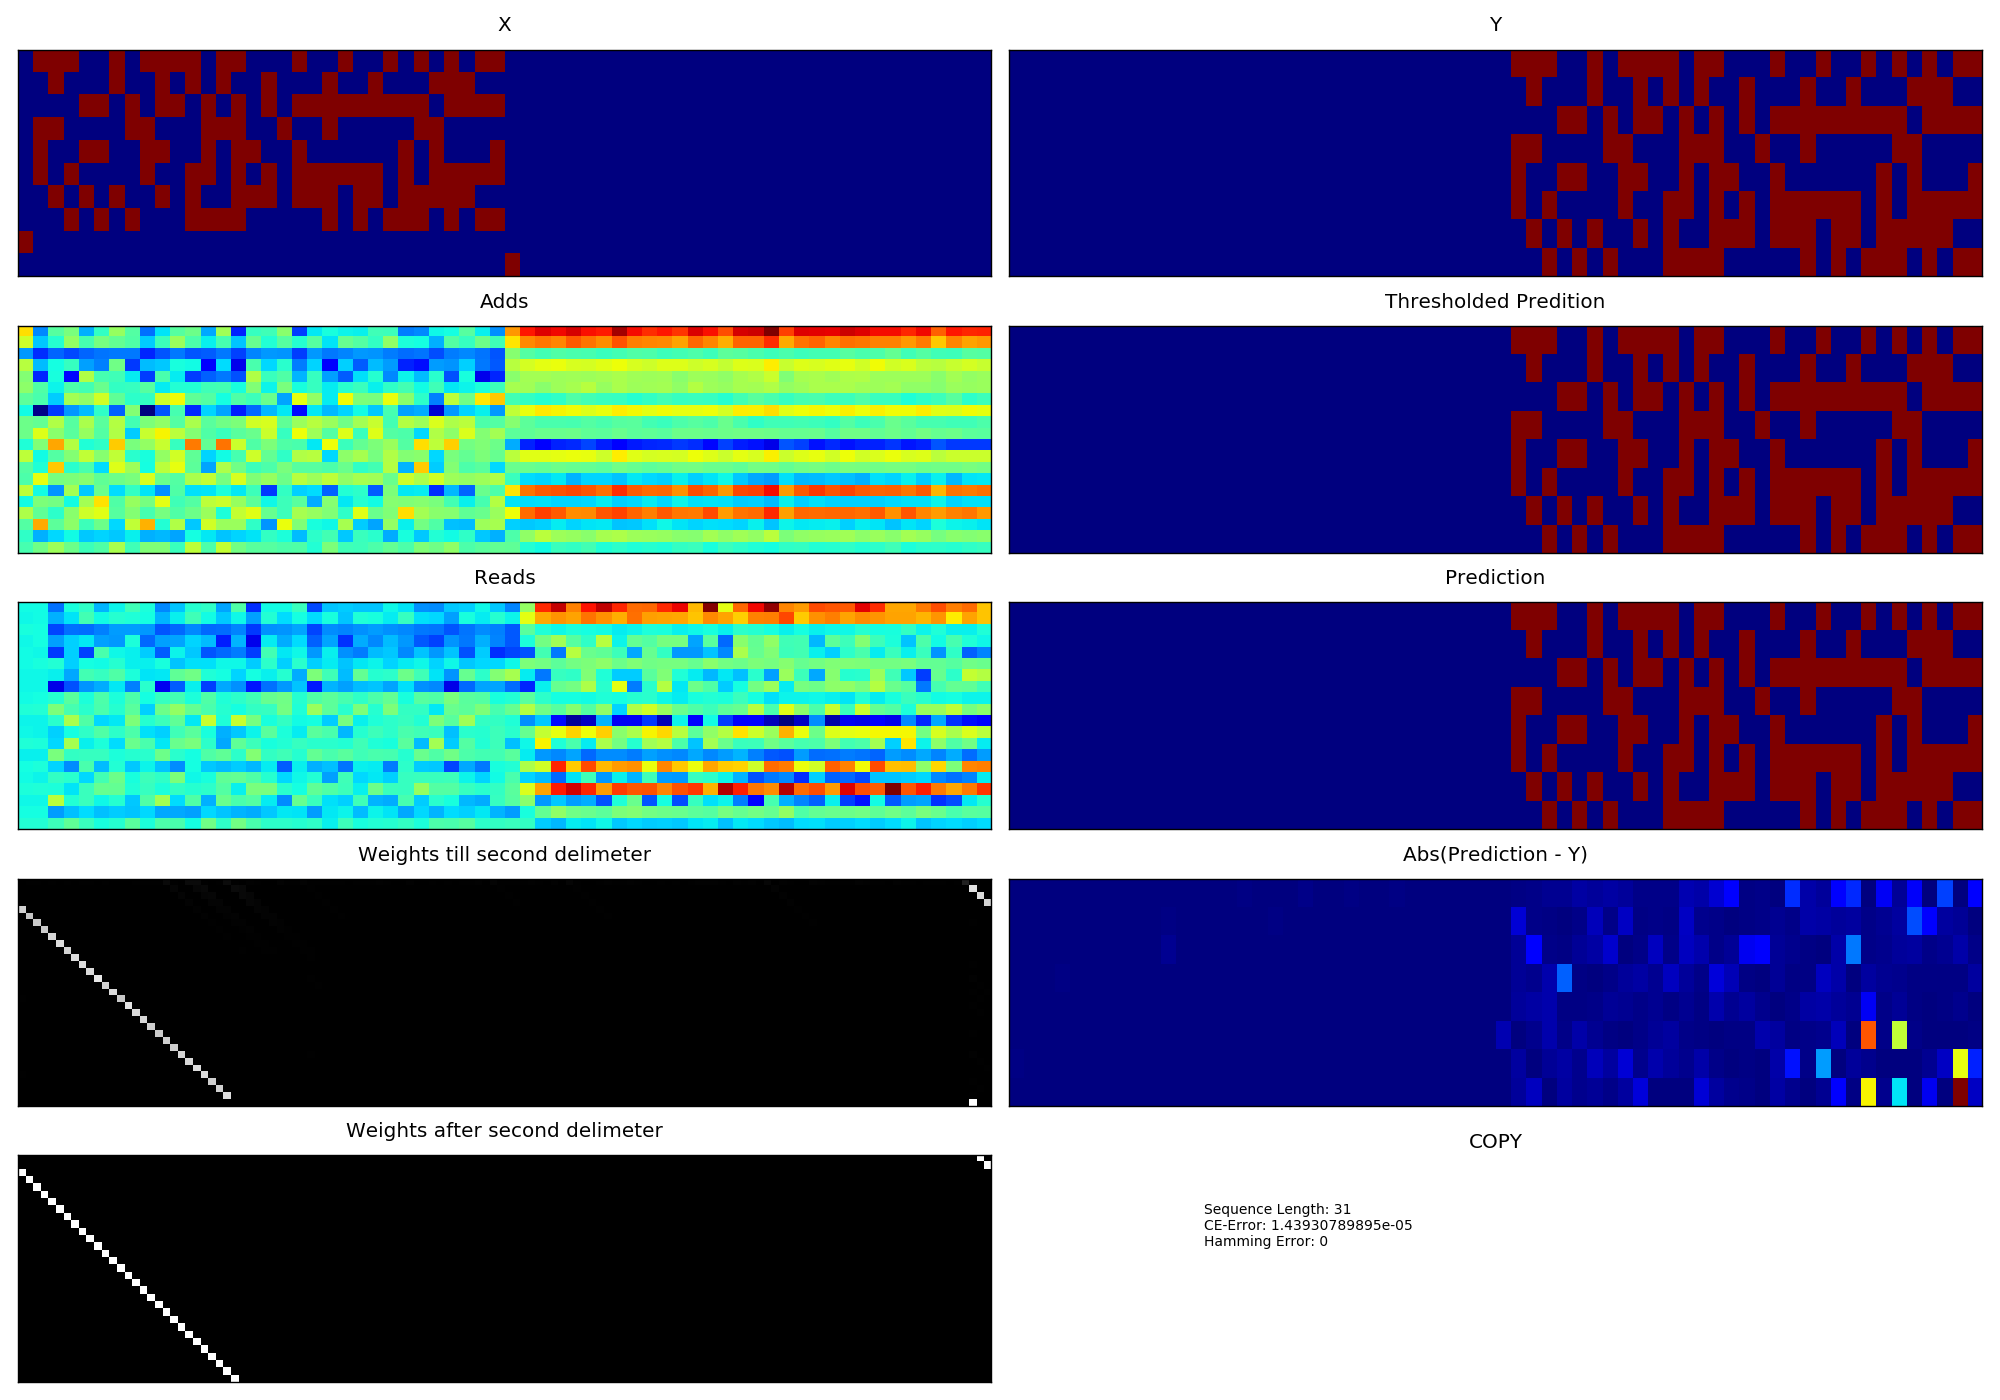 X
Y
Adds
Thresholded Predition
Reads
Prediction
Weights till second delimeter
Abs(Prediction - Y)
Weights after second delimeter
COPY
Sequence Length: 31
CE-Error: 1.43930789895e-05
Hamming Error: 0